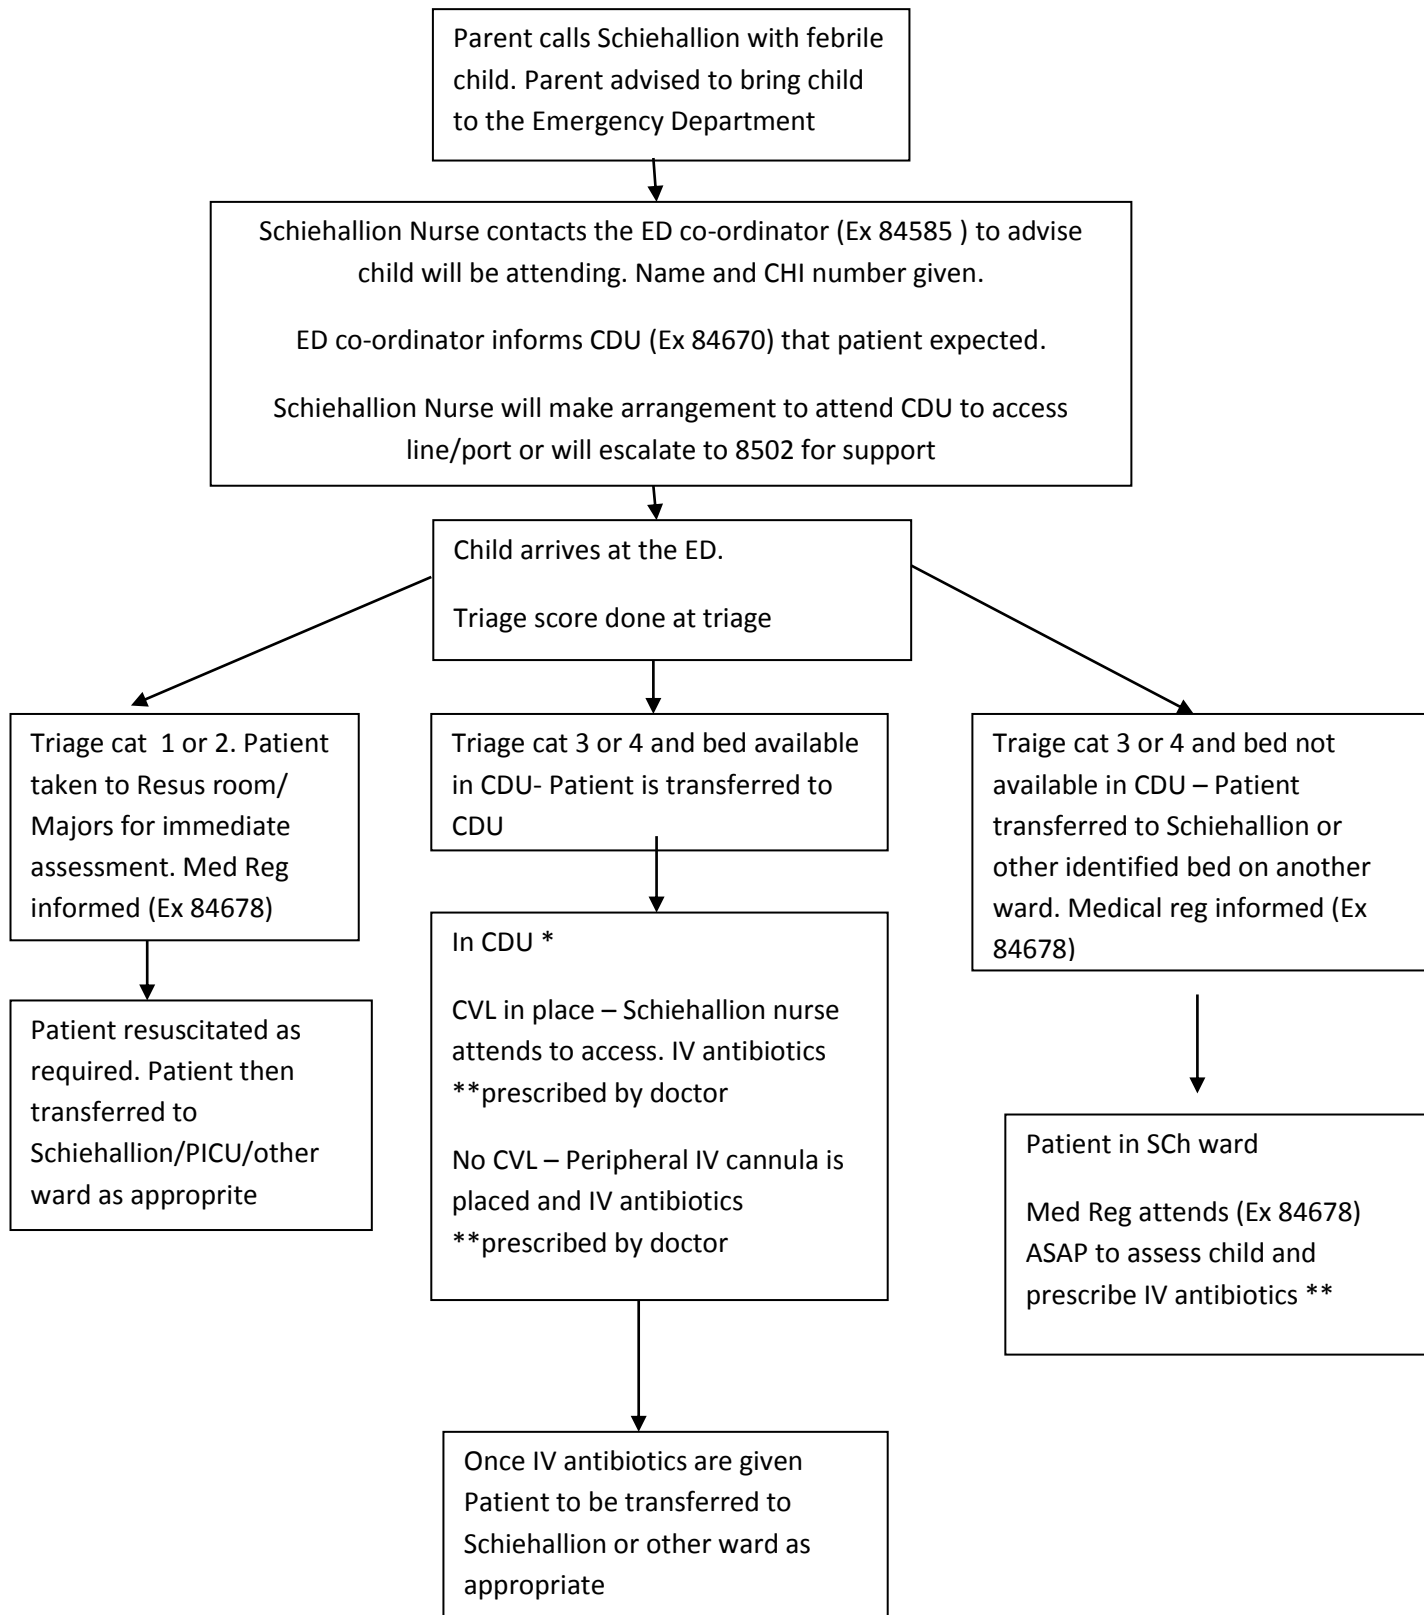 Parent calls Schiehallion with febrile
child. Parent advised to bring child
to the Emergency Department
Schiehallion Nurse contacts the ED co-ordinator (Ex 84585 ) to advise
child will be attending. Name and CHI number given.
ED co-ordinator informs CDU (Ex 84670) that patient expected.
Schiehallion Nurse will make arrangement to attend CDU to access
line/port or will escalate to 8502 for support
Child arrives at the ED.
Triage score done at triage
Triage cat  1 or 2. Patient
taken to Resus room/
Majors for immediate
assessment. Med Reg
informed (Ex 84678)
Patient resuscitated as
required. Patient then
transferred to
Schiehallion/PICU/other
ward as approprite
Triage cat 3 or 4 and bed available
in CDU- Patient is transferred to
CDU
In CDU *
CVL in place – Schiehallion nurse
attends to access. IV antibiotics
**prescribed by doctor
No CVL – Peripheral IV cannula is
placed and IV antibiotics
**prescribed by doctor
Once IV antibiotics are given
Patient to be transferred to
Schiehallion or other ward as
appropriate
Traige cat 3 or 4 and bed not
available in CDU – Patient
transferred to Schiehallion or
other identified bed on another
ward. Medical reg informed (Ex
84678)
Patient in SCh ward
Med Reg attends (Ex 84678)
ASAP to assess child and
prescribe IV antibiotics **